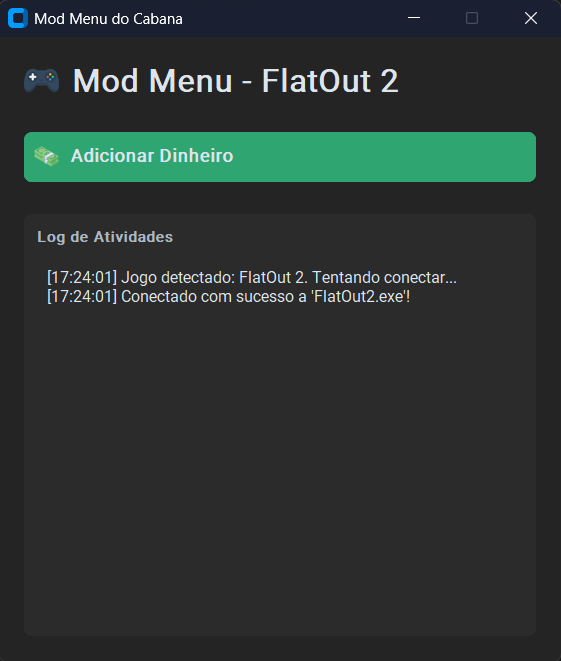 Mod Menu do Cabana
Mod Menu - FlatOut 2
Adicionar Dinheiro
Log de Atividades
[17:24:01] Jogo detectado: FlatOut 2. Tentando conectar...
[17:24:01] Conectado com sucesso a 'FlatOut2.exe'!